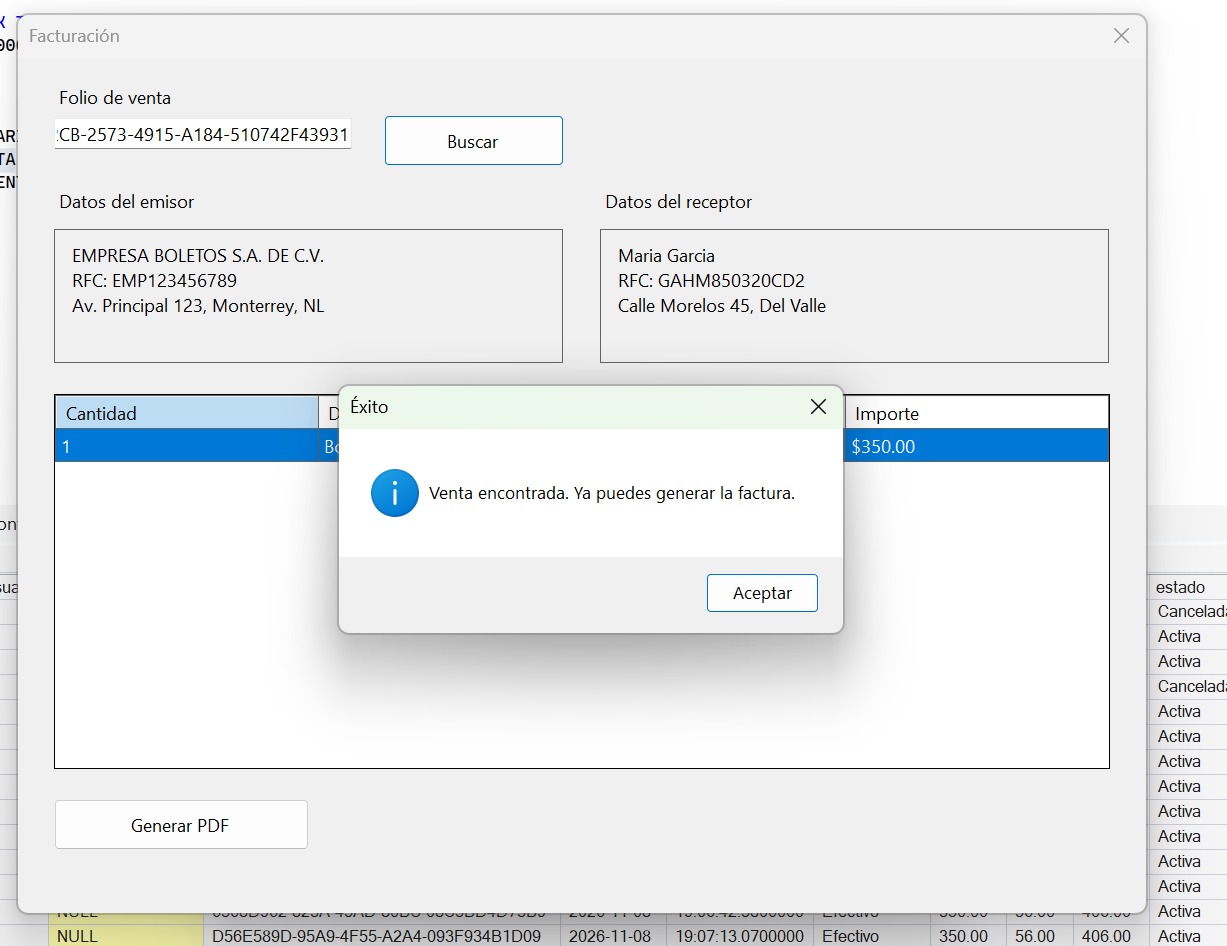 Facturación
Folio de venta
CB-2573-4915-A184-510742F43931
Buscar
Datos del emisor
Datos del receptor
EMPRESA BOLETOS S.A. DE C.V.
RFC: EMP123456789
Av. Principal 123, Monterrey, NL
Maria Garcia
RFC: GAHM850320CD2
Calle Morelos 45, Del Valle
Cantidad
Importe
1
$350.00
Éxito
Venta encontrada. Ya puedes generar la factura.
Aceptar
Generar PDF
estado
Cancelada
Activa
Activa
Cancelada
Activa
Activa
Activa
Activa
Activa
Activa
Activa
Activa
Activa
NULL D56E589D-95A9-4F55-A2A4-093F934B1D09 2026-11-08 19:07:13.0700000 Efectivo 350.00 56.00 406.00 Activa